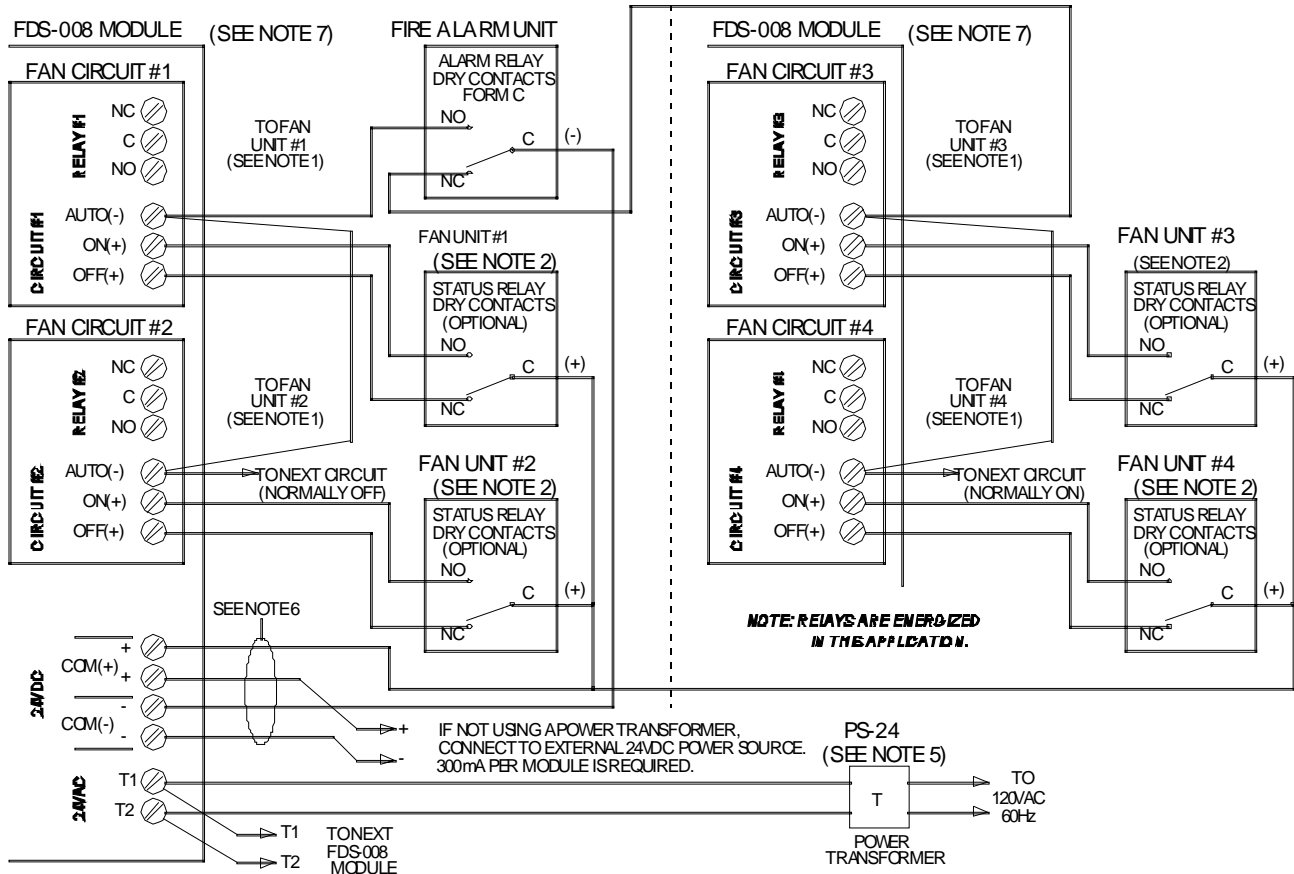 FDS-008 MODULE (SEE NOTE 7)
FAN CIRCUIT #1
RELAY #1
NC
C
NO
TO FAN
UNIT #1
(SEE NOTE 1)
CIRCUIT #1
AUTO(-)
ON(+)
OFF(+)
FAN CIRCUIT #2
RELAY #2
NC
C
NO
TO FAN
UNIT #2
(SEE NOTE 1)
CIRCUIT #2
AUTO(-)
ON(+)
OFF(+)
TO NEXT CIRCUIT
(NORMALLY OFF)
FIRE ALARM UNIT
ALARM RELAY
DRY CONTACTS
FORM C
NO
C
(-)
NC
FAN UNIT #1
(SEE NOTE 2)
STATUS RELAY
DRY CONTACTS
(OPTIONAL)
NO
C
(+)
NC
FAN UNIT #2
(SEE NOTE 2)
STATUS RELAY
DRY CONTACTS
(OPTIONAL)
NO
C
(+)
NC
FDS-008 MODULE (SEE NOTE 7)
FAN CIRCUIT #3
RELAY #3
NC
C
NO
TO FAN
UNIT #3
(SEE NOTE 1)
CIRCUIT #3
AUTO(-)
ON(+)
OFF(+)
FAN CIRCUIT #4
RELAY #4
NC
C
NO
TO FAN
UNIT #4
(SEE NOTE 1)
CIRCUIT #4
AUTO(-)
ON(+)
OFF(+)
TO NEXT CIRCUIT
(NORMALLY ON)
FAN UNIT #3
(SEE NOTE 2)
STATUS RELAY
DRY CONTACTS
(OPTIONAL)
NO
C
(+)
NC
FAN UNIT #4
(SEE NOTE 2)
STATUS RELAY
DRY CONTACTS
(OPTIONAL)
NO
C
(+)
NC
NOTE: RELAYS ARE ENERGIZED
IN THIS APPLICATION.
SEE NOTE 6
24VDC
+
COM(+)
+
-
COM(-)
-
+
-
IF NOT USING A POWER TRANSFORMER,
CONNECT TO EXTERNAL 24VDC POWER SOURCE.
300mA PER MODULE IS REQUIRED.
24VAC
T1
T2
T1
T2
TO NEXT
FDS-008
MODULE
PS-24
(SEE NOTE 5)
T
POWER
TRANSFORMER
TO
120VAC
60Hz